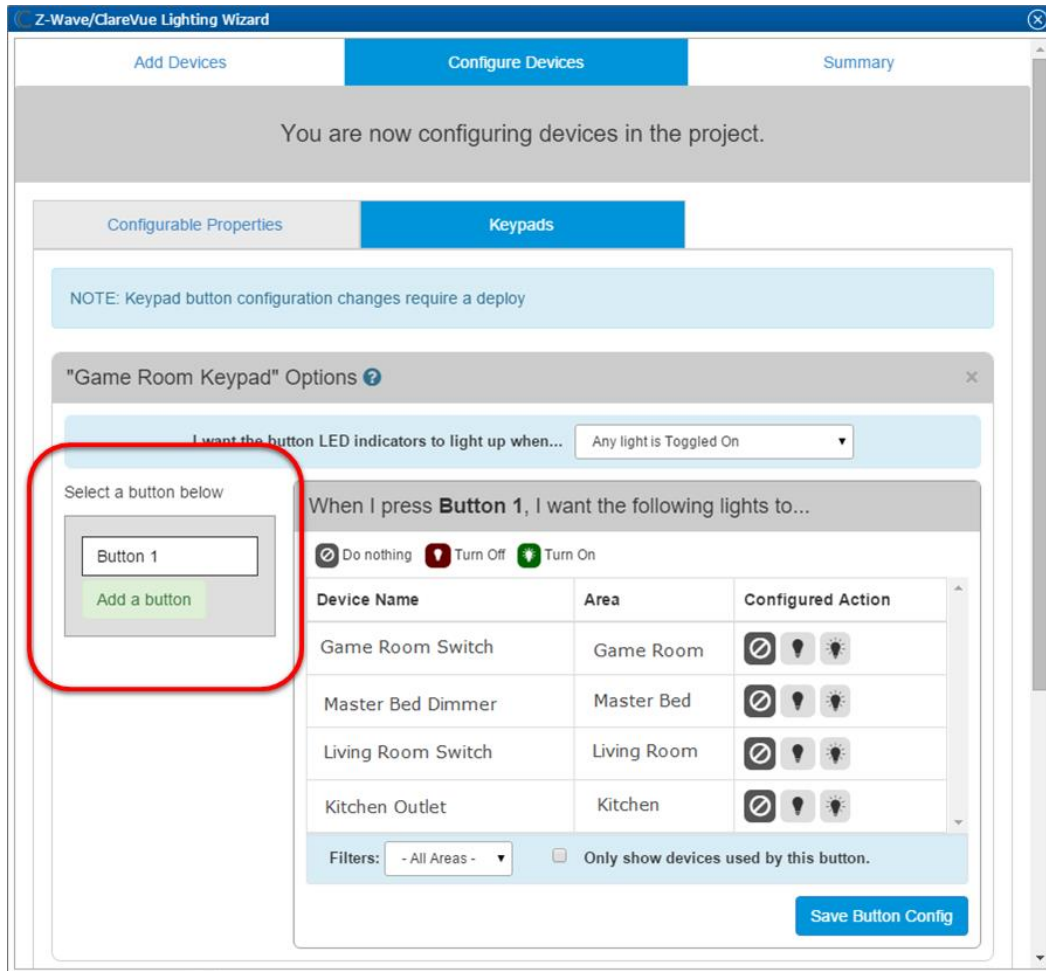 Z-Wave/ClareVue Lighting Wizard
Add Devices Configure Devices Summary
You are now configuring devices in the project.
Configurable Properties Keypads
NOTE: Keypad button configuration changes require a deploy
"Game Room Keypad" Options
I want the button LED indicators to light up when... Any light is Toggled On
Select a button below
Button 1
Add a button
When I press Button 1, I want the following lights to...
Do nothing Turn Off Turn On
Device Name Area Configured Action
Game Room Switch Game Room
Master Bed Dimmer Master Bed
Living Room Switch Living Room
Kitchen Outlet Kitchen
Filters: - All Areas - Only show devices used by this button.
Save Button Config